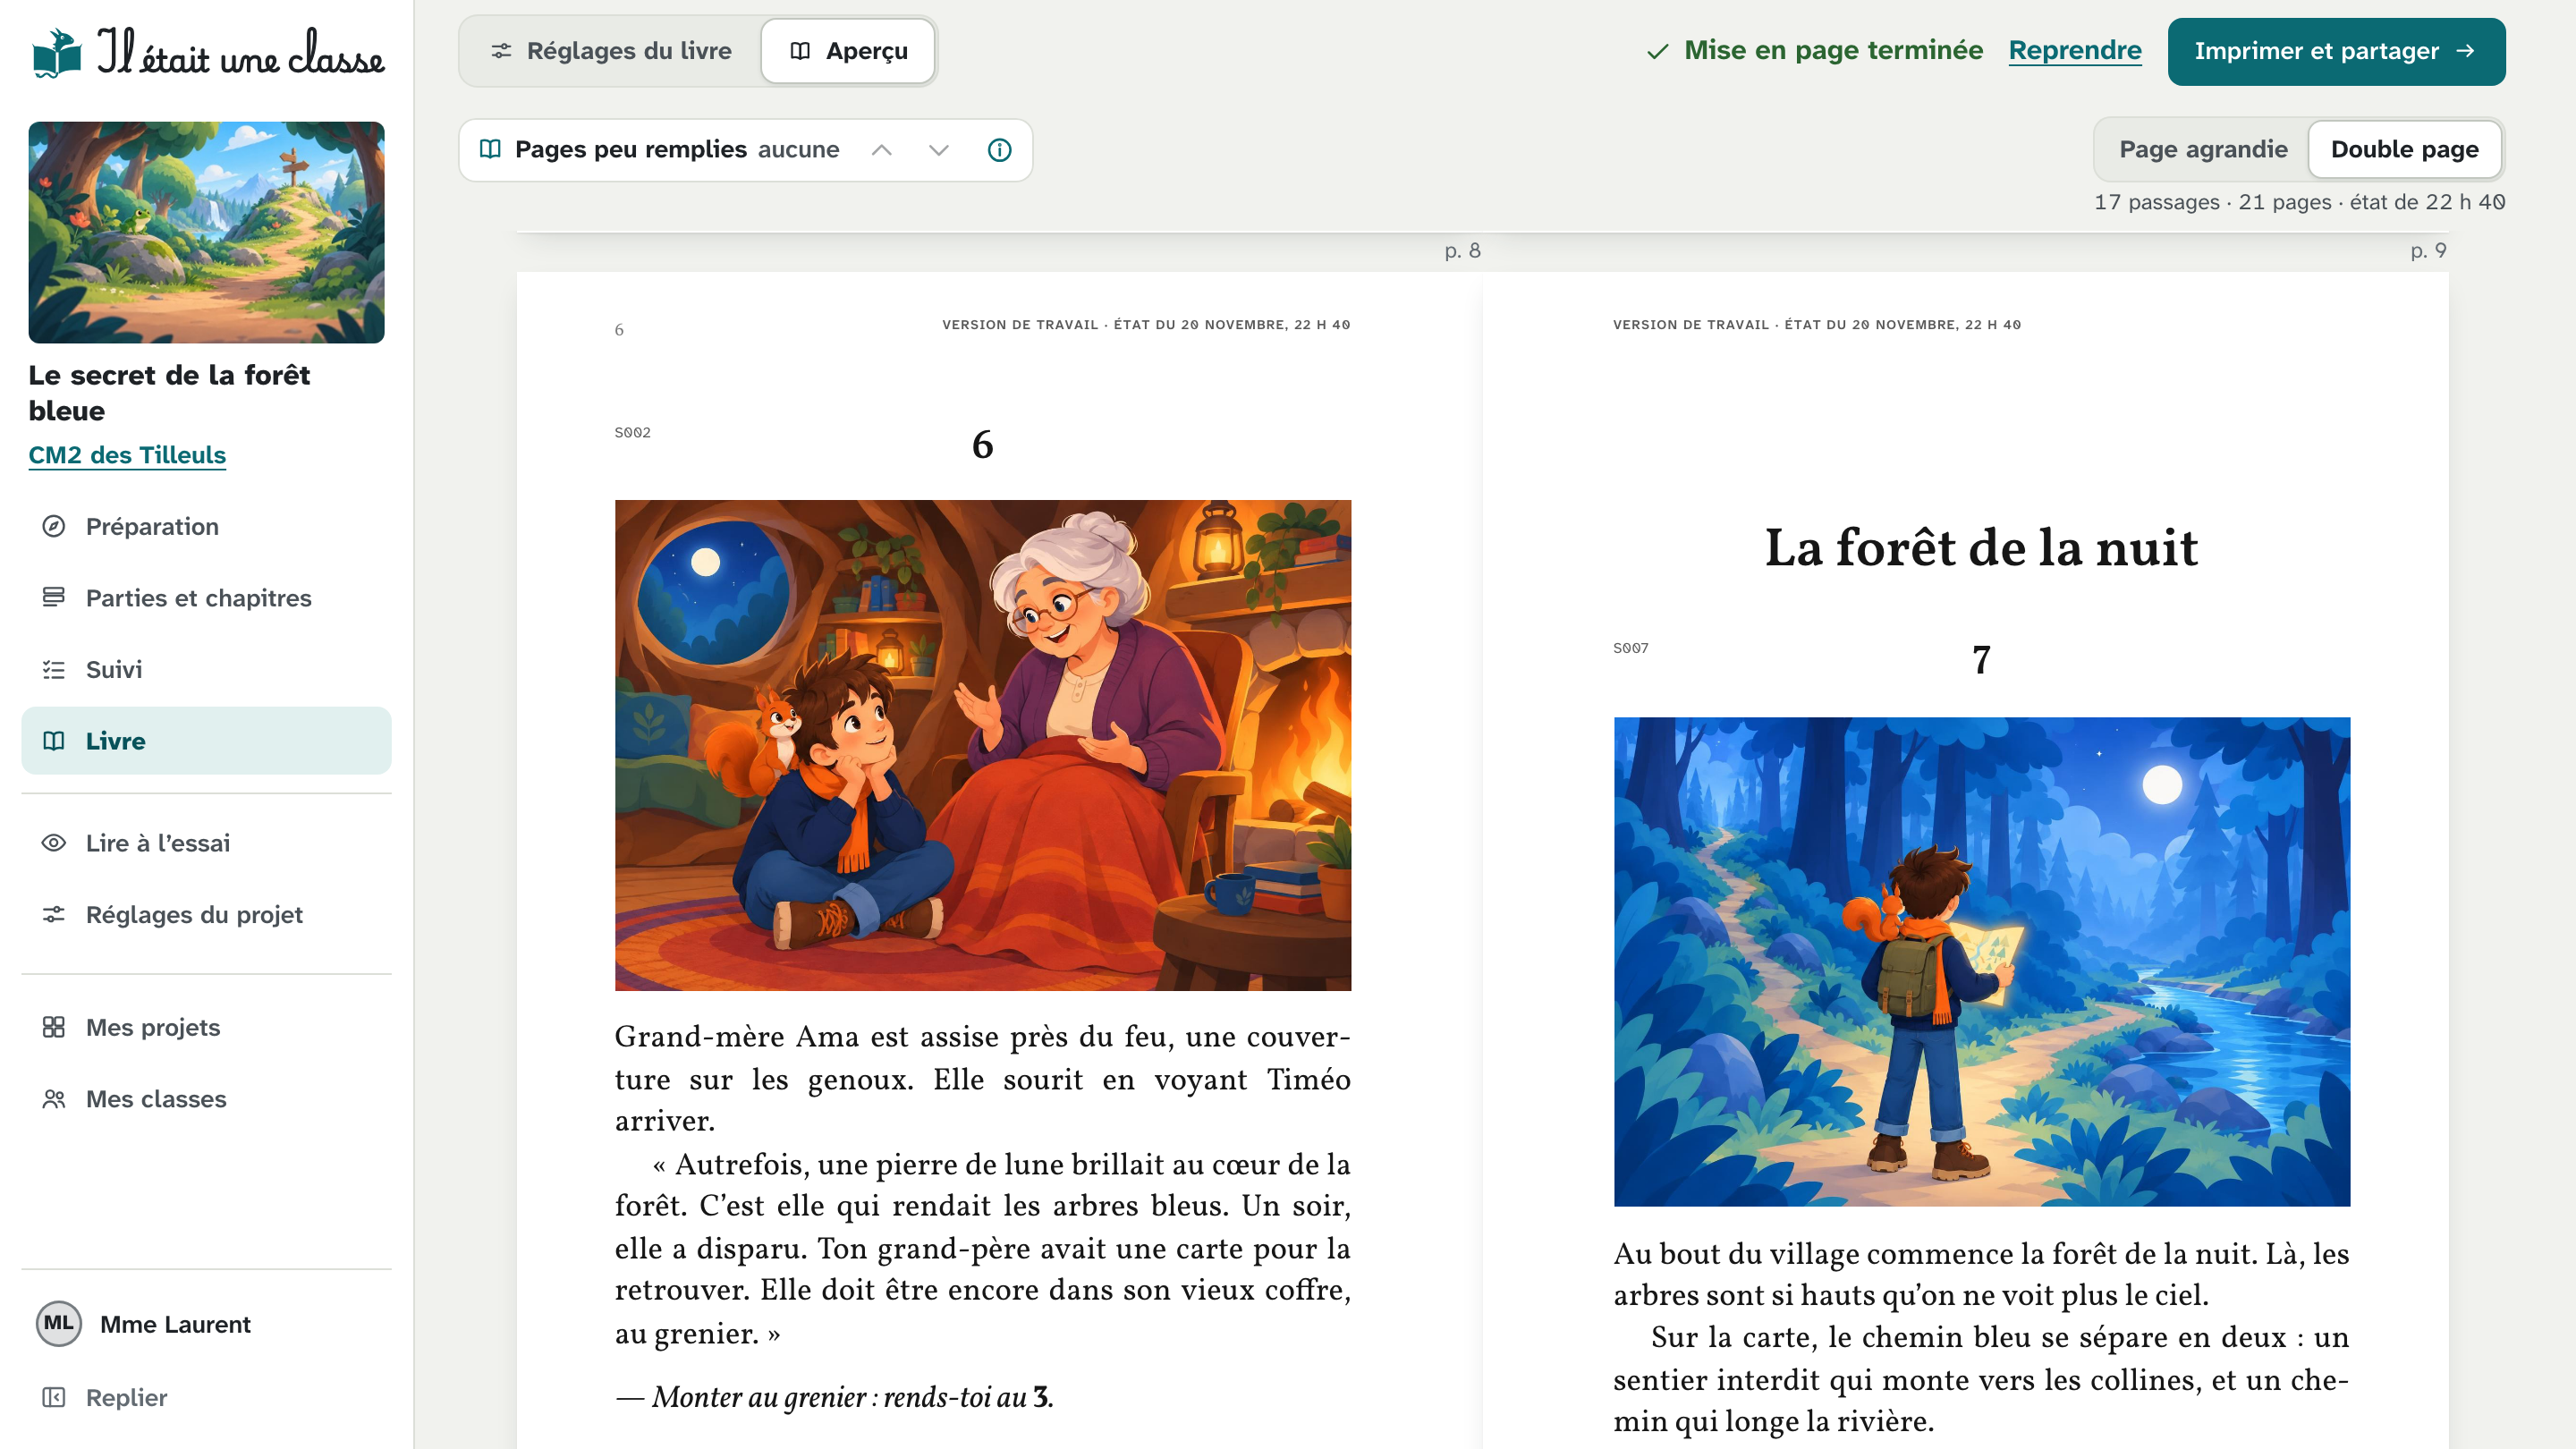 Il était une classe
Le secret de la forêt
bleue
CM2 des Tilleuls
Préparation
Parties et chapitres
Suivi
Livre
Lire à l’essai
Réglages du projet
Mes projets
Mes classes
ML Mme Laurent
Replier
Réglages du livre
Aperçu
Mise en page terminée
Reprendre
Imprimer et partager →
Pages peu remplies aucune
Page agrandie
Double page
17 passages · 21 pages · état de 22 h 40
p. 8
6
VERSION DE TRAVAIL · ÉTAT DU 20 NOVEMBRE, 22 H 40
S002
6
Grand-mère Ama est assise près du feu, une couver-
ture sur les genoux. Elle sourit en voyant Timéo
arriver.
« Autrefois, une pierre de lune brillait au cœur de la
forêt. C’est elle qui rendait les arbres bleus. Un soir,
elle a disparu. Ton grand-père avait une carte pour la
retrouver. Elle doit être encore dans son vieux coffre,
au grenier. »
— Monter au grenier : rends-toi au 3.
p. 9
VERSION DE TRAVAIL · ÉTAT DU 20 NOVEMBRE, 22 H 40
La forêt de la nuit
S007
7
Au bout du village commence la forêt de la nuit. Là, les
arbres sont si hauts qu’on ne voit plus le ciel.
Sur la carte, le chemin bleu se sépare en deux : un
sentier interdit qui monte vers les collines, et un che-
min qui longe la rivière.